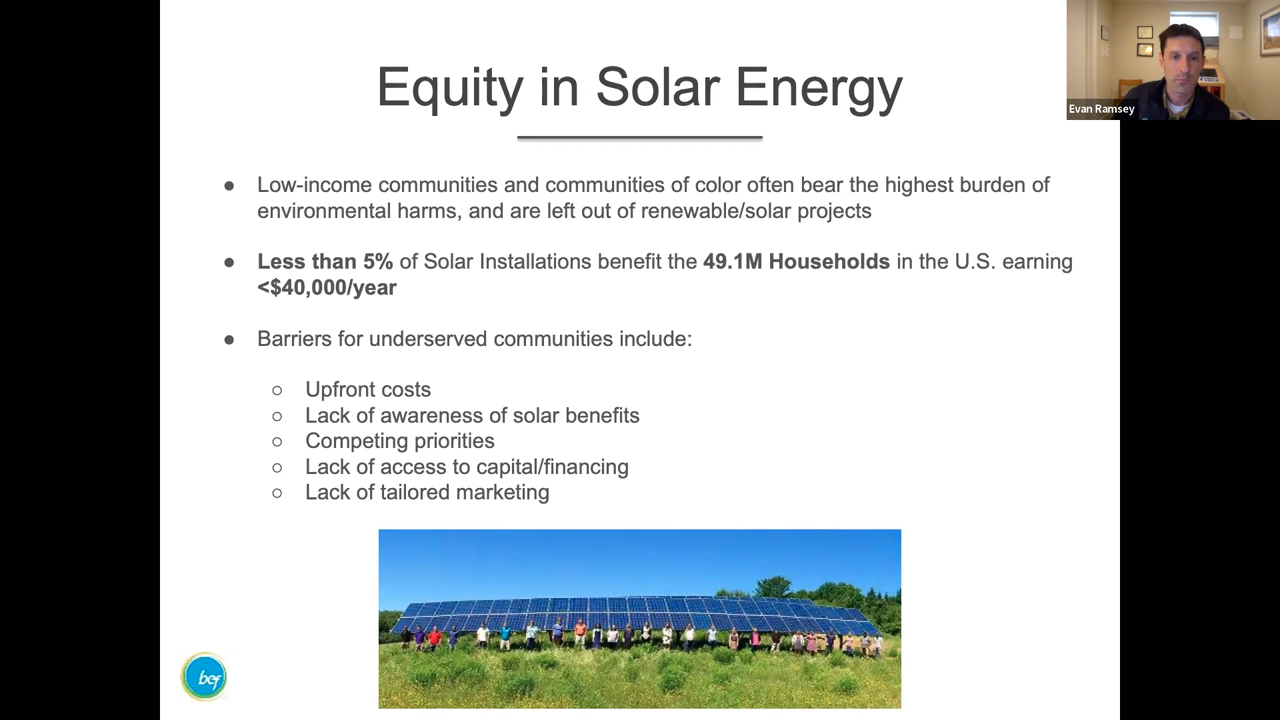 Equity in Solar Energy
Evan Ramsey
● Low-income communities and communities of color often bear the highest burden of
environmental harms, and are left out of renewable/solar projects
● Less than 5% of Solar Installations benefit the 49.1M Households in the U.S. earning
<$40,000/year
● Barriers for underserved communities include:
○ Upfront costs
○ Lack of awareness of solar benefits
○ Competing priorities
○ Lack of access to capital/financing
○ Lack of tailored marketing
bcf